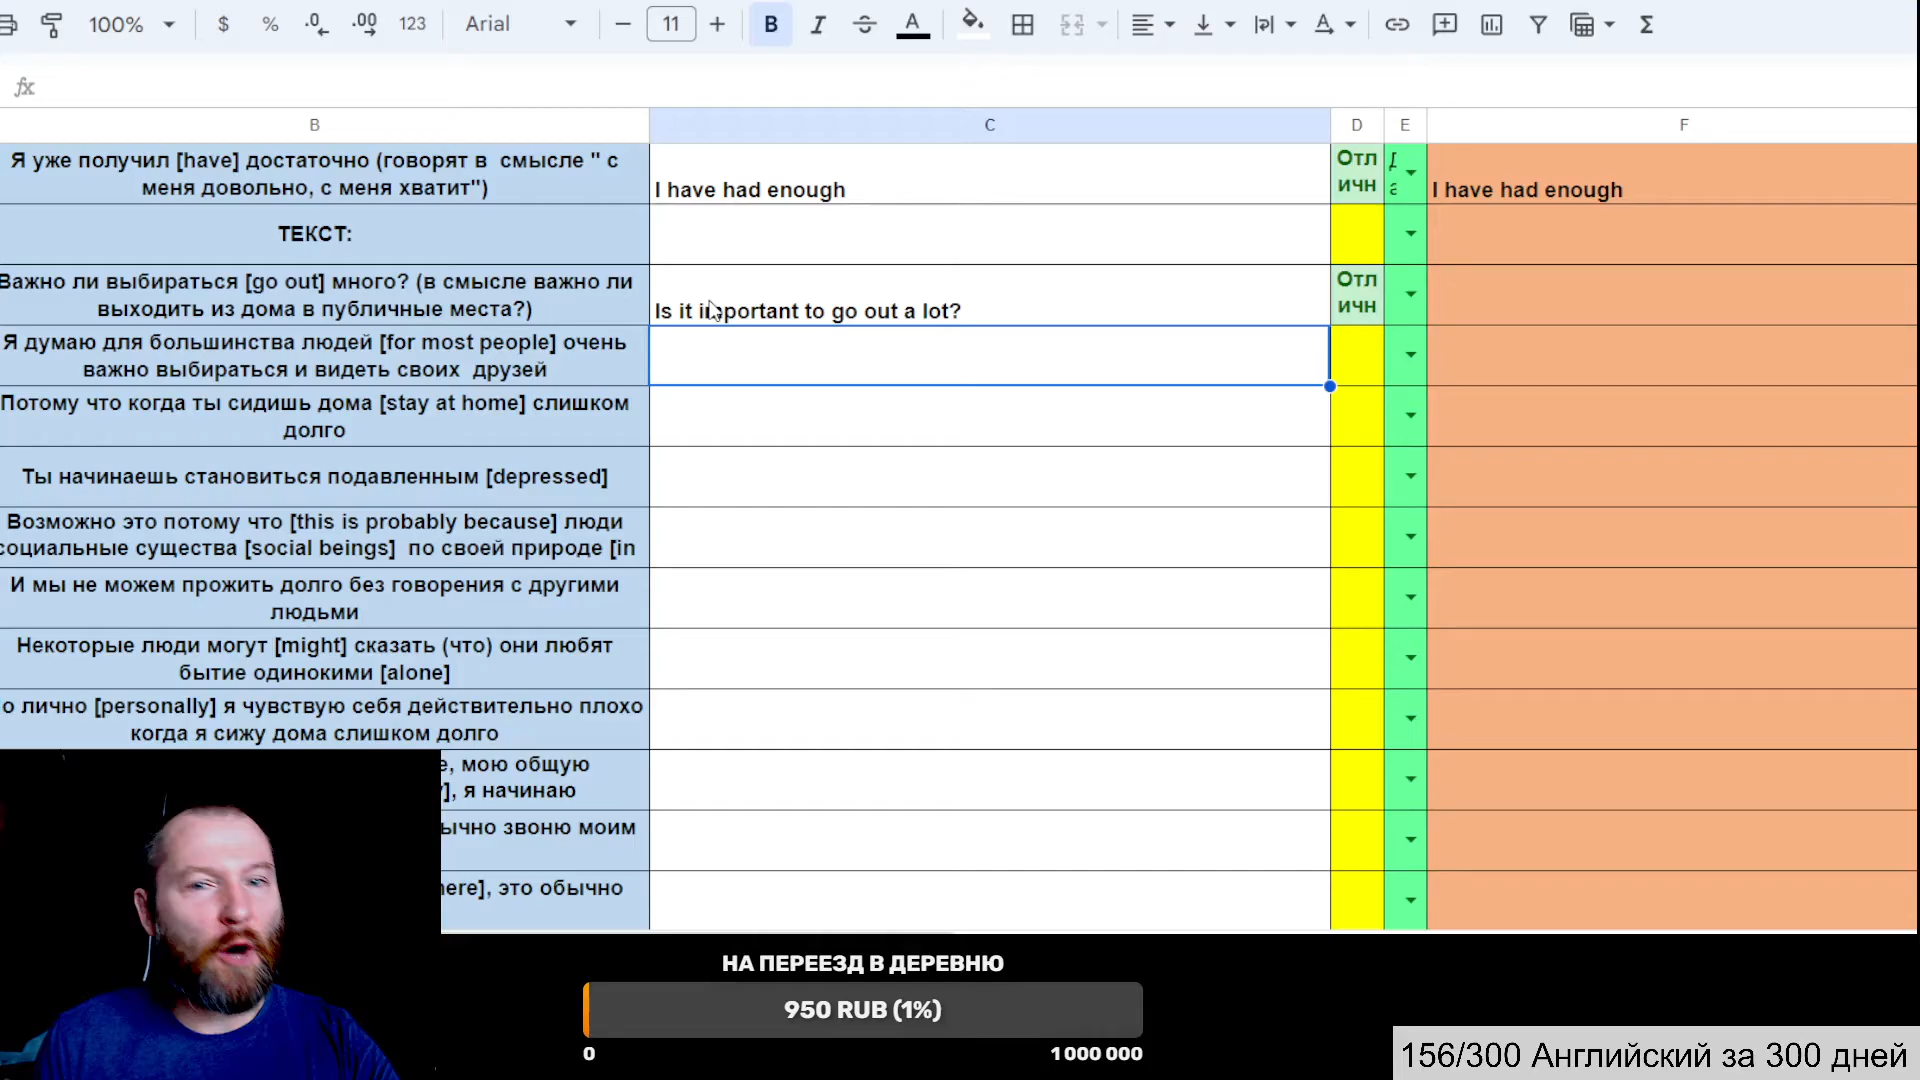 100% $ % .0 .00 123 Arial 11 B I A Σ
fx
B C D E F
Я уже получил [have] достаточно (говорят в смысле " с
меня довольно, с меня хватит")
I have had enough
Отл
ичн
I have had enough
ТЕКСТ:
Важно ли выбираться [go out] много? (в смысле важно ли
выходить из дома в публичные места?)
Is it important to go out a lot?
Отл
ичн
Я думаю для большинства людей [for most people] очень
важно выбираться и видеть своих друзей
Потому что когда ты сидишь дома [stay at home] слишком
долго
Ты начинаешь становиться подавленным [depressed]
Возможно это потому что [this is probably because] люди
социальные существа [social beings] по своей природе [in
И мы не можем прожить долго без говорения с другими
людьми
Некоторые люди могут [might] сказать (что) они любят
бытие одинокими [alone]
о лично [personally] я чувствую себя действительно плохо
когда я сижу дома слишком долго
е, мою общую
], я начинаю
ычно звоню моим
here], это обычно
НА ПЕРЕЕЗД В ДЕРЕВНЮ
950 RUB (1%)
0 1 000 000
156/300 Английский за 300 дней